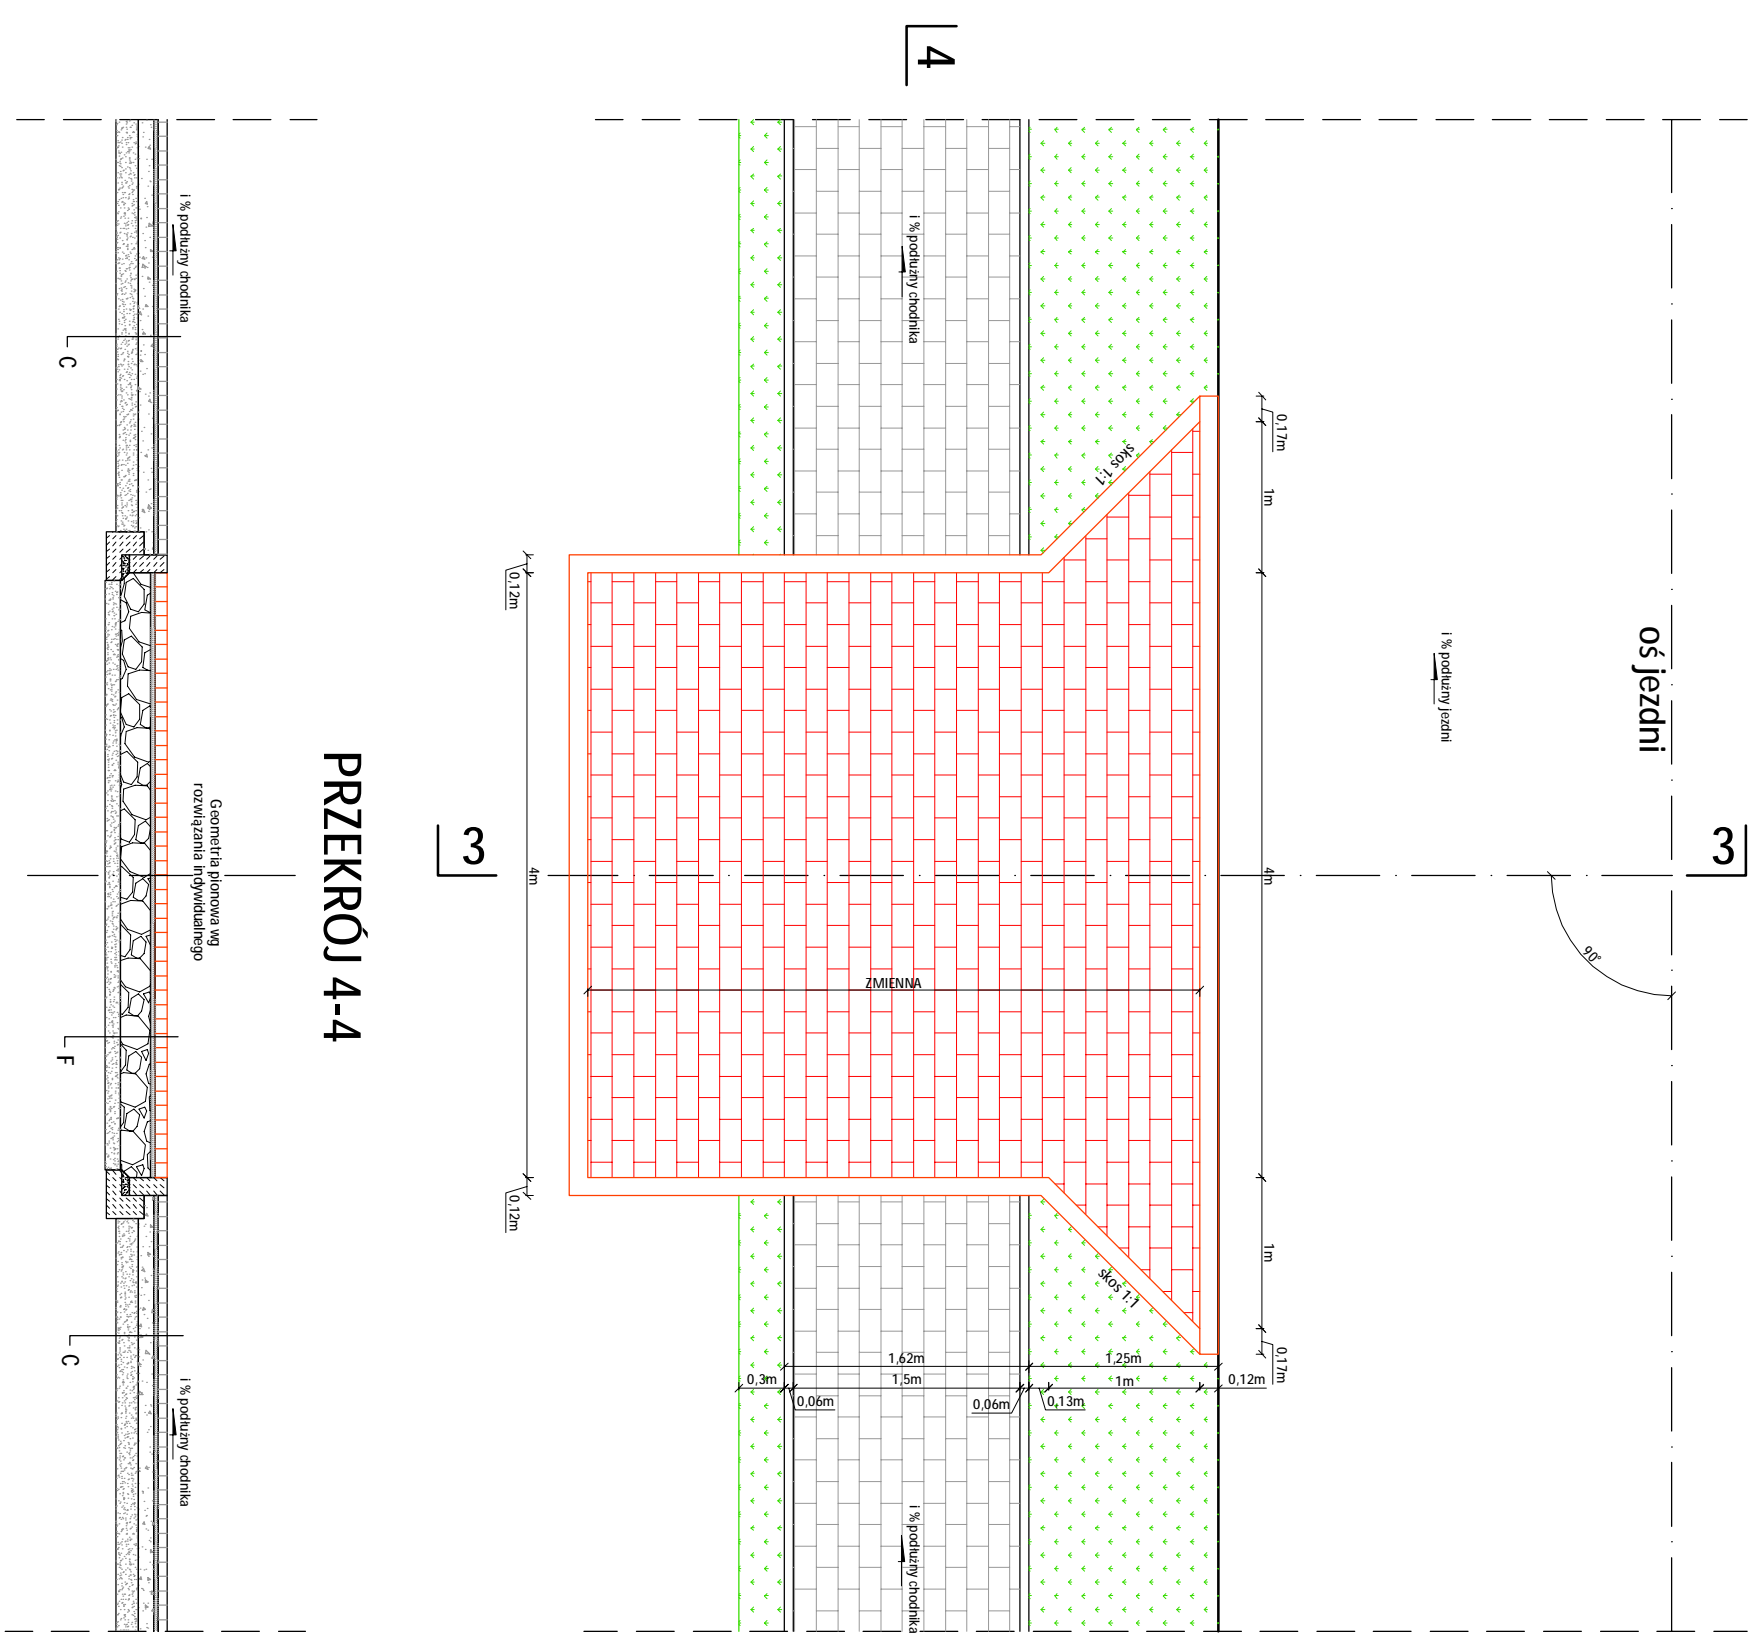 4
i % podłużny chodnika
i % podłużny chodnika
C
0,17m
skos 1:1
1m
0,12m
i % podłużny jezdni
oś jezdni
PRZEKRÓJ 4-4
Geometria pionowa wg
rozwiązania indywidualnego
3
3
4m
4m
90°
ZMIENNA
F
0,12m
1m
skos 1:1
0,17m
1,62m
1,25m
0,3m
1,5m
1m
0,12m
0,06m
0,06m
0,13m
C
i % podłużny chodnika
i % podłużny chodnika